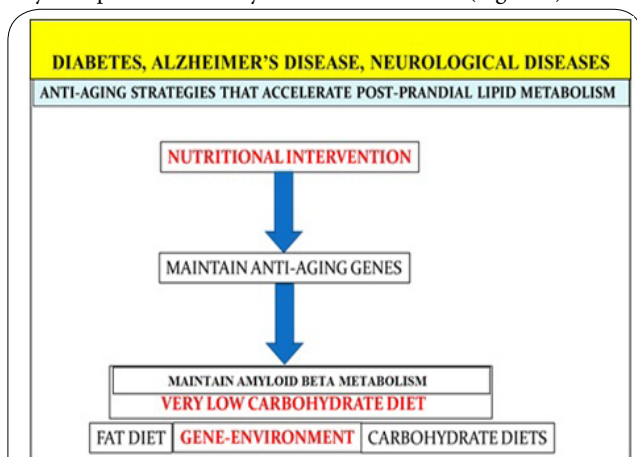 DIABETES, ALZHEIMER'S DISEASE, NEUROLOGICAL DISEASES
ANTI-AGING STRATEGIES THAT ACCELERATE POST-PRANDIAL LIPID METABOLISM
NUTRITIONAL INTERVENTION
MAINTAIN ANTI-AGING GENES
MAINTAIN AMYLOID BETA METABOLISM
VERY LOW CARBOHYDRATE DIET
FAT DIET GENE-ENVIRONMENT CARBOHYDRATE DIETS